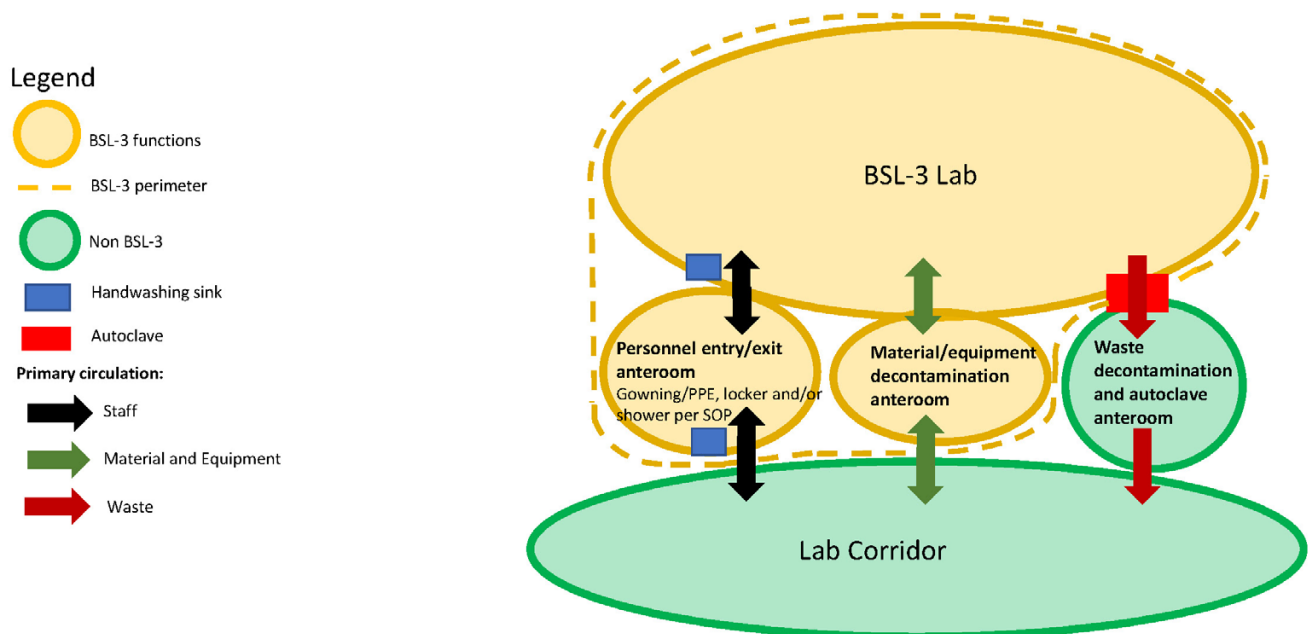 Legend
BSL-3 functions
BSL-3 perimeter
Non BSL-3
Handwashing sink
Autoclave
Primary circulation:
Staff
Material and Equipment
Waste
BSL-3 Lab
Personnel entry/exit
anteroom
Gowning/PPE, locker and/or
shower per SOP
Material/equipment
decontamination
anteroom
Waste
decontamination
and autoclave
anteroom
Lab Corridor